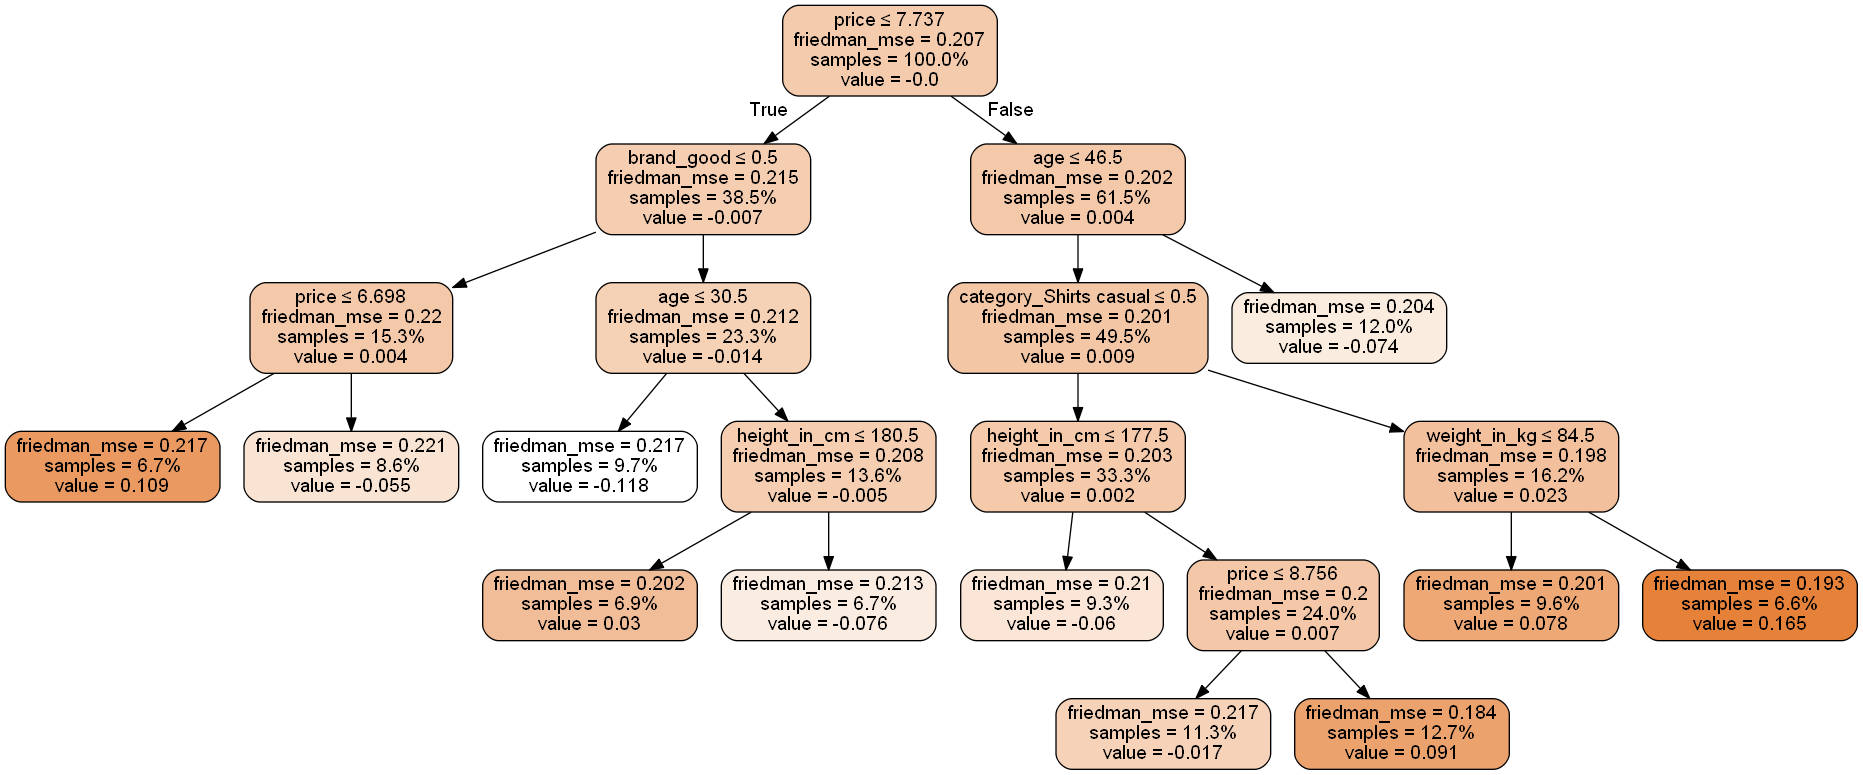 price ≤ 7.737
friedman_mse = 0.207
samples = 100.0%
value = -0.0
True
False
brand_good ≤ 0.5
friedman_mse = 0.215
samples = 38.5%
value = -0.007
age ≤ 46.5
friedman_mse = 0.202
samples = 61.5%
value = 0.004
price ≤ 6.698
friedman_mse = 0.22
samples = 15.3%
value = 0.004
age ≤ 30.5
friedman_mse = 0.212
samples = 23.3%
value = -0.014
category_Shirts casual ≤ 0.5
friedman_mse = 0.201
samples = 49.5%
value = 0.009
friedman_mse = 0.204
samples = 12.0%
value = -0.074
friedman_mse = 0.217
samples = 6.7%
value = 0.109
friedman_mse = 0.221
samples = 8.6%
value = -0.055
friedman_mse = 0.217
samples = 9.7%
value = -0.118
height_in_cm ≤ 180.5
friedman_mse = 0.208
samples = 13.6%
value = -0.005
height_in_cm ≤ 177.5
friedman_mse = 0.203
samples = 33.3%
value = 0.002
weight_in_kg ≤ 84.5
friedman_mse = 0.198
samples = 16.2%
value = 0.023
friedman_mse = 0.202
samples = 6.9%
value = 0.03
friedman_mse = 0.213
samples = 6.7%
value = -0.076
friedman_mse = 0.21
samples = 9.3%
value = -0.06
price ≤ 8.756
friedman_mse = 0.2
samples = 24.0%
value = 0.007
friedman_mse = 0.201
samples = 9.6%
value = 0.078
friedman_mse = 0.193
samples = 6.6%
value = 0.165
friedman_mse = 0.217
samples = 11.3%
value = -0.017
friedman_mse = 0.184
samples = 12.7%
value = 0.091